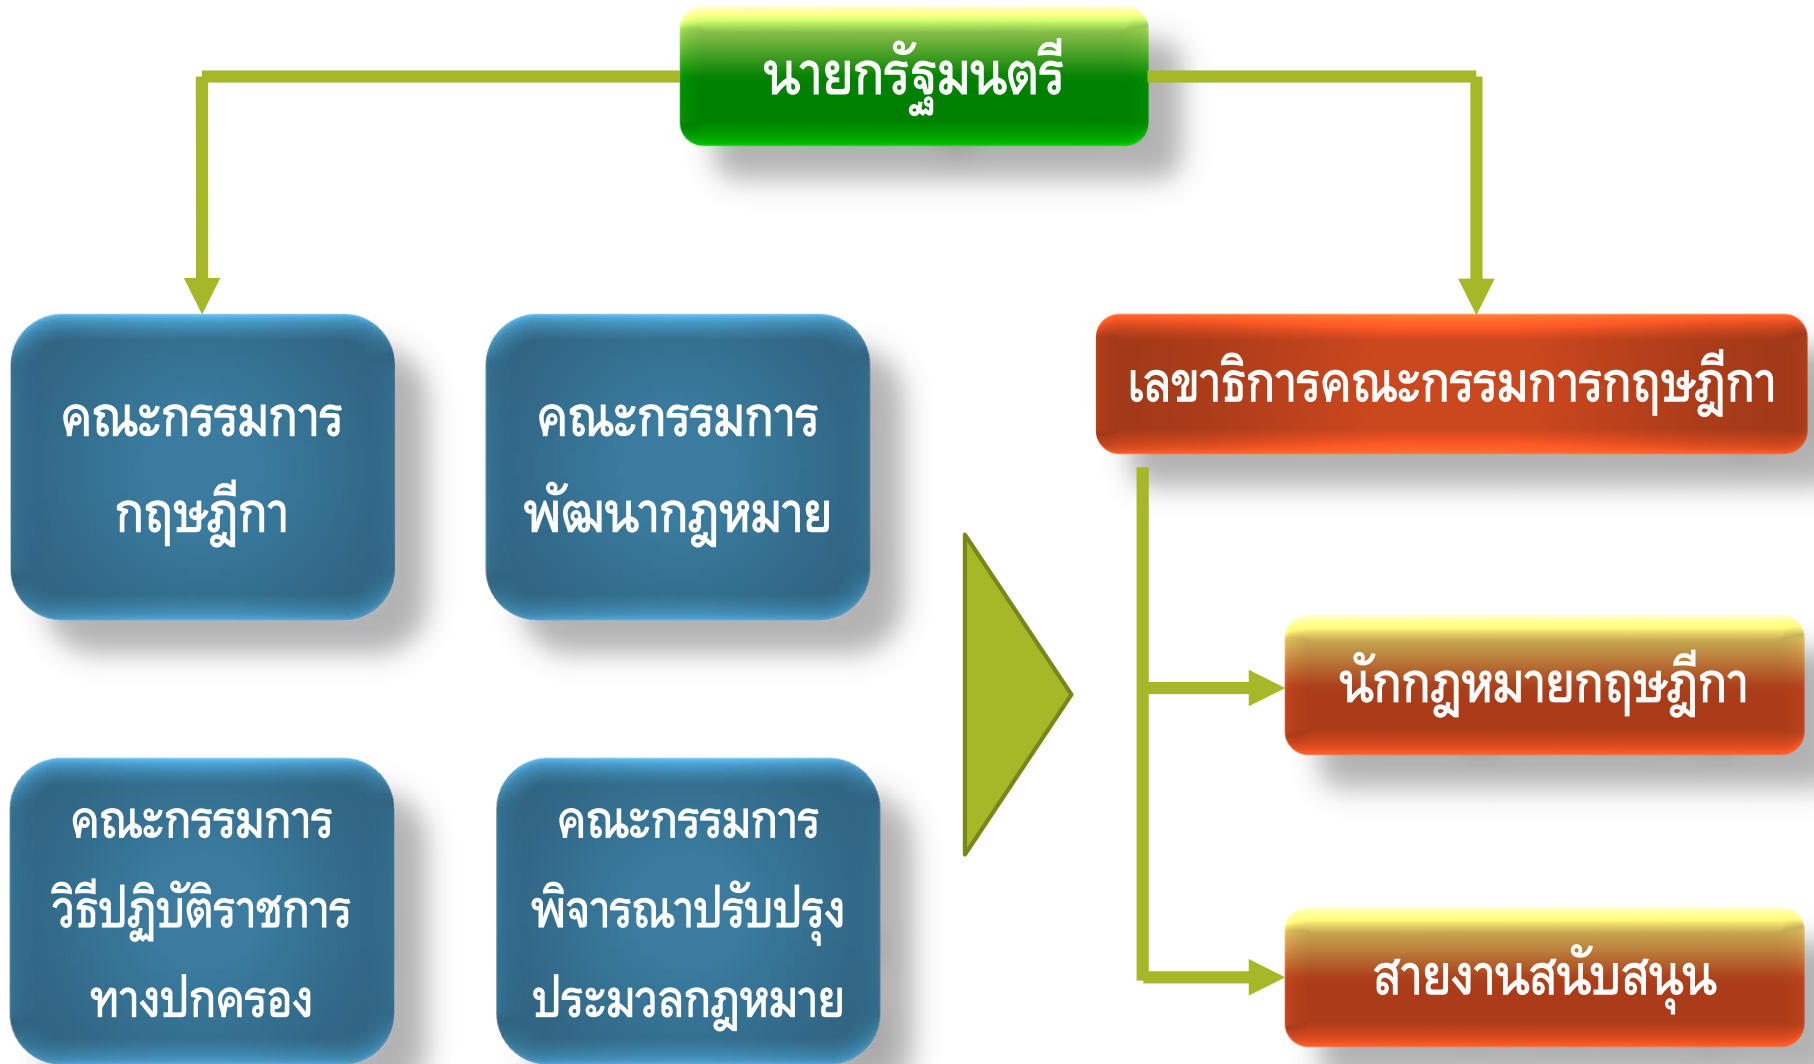 นายกรัฐมนตรี
คณะกรรมการ
กฤษฎีกา
คณะกรรมการ
พัฒนากฎหมาย
เลขาธิการคณะกรรมการกฤษฎีกา
นักกฎหมายกฤษฎีกา
คณะกรรมการ
วิธีปฏิบัติราชการ
ทางปกครอง
คณะกรรมการ
พิจารณาปรับปรุง
ประมวลกฎหมาย
สายงานสนับสนุน